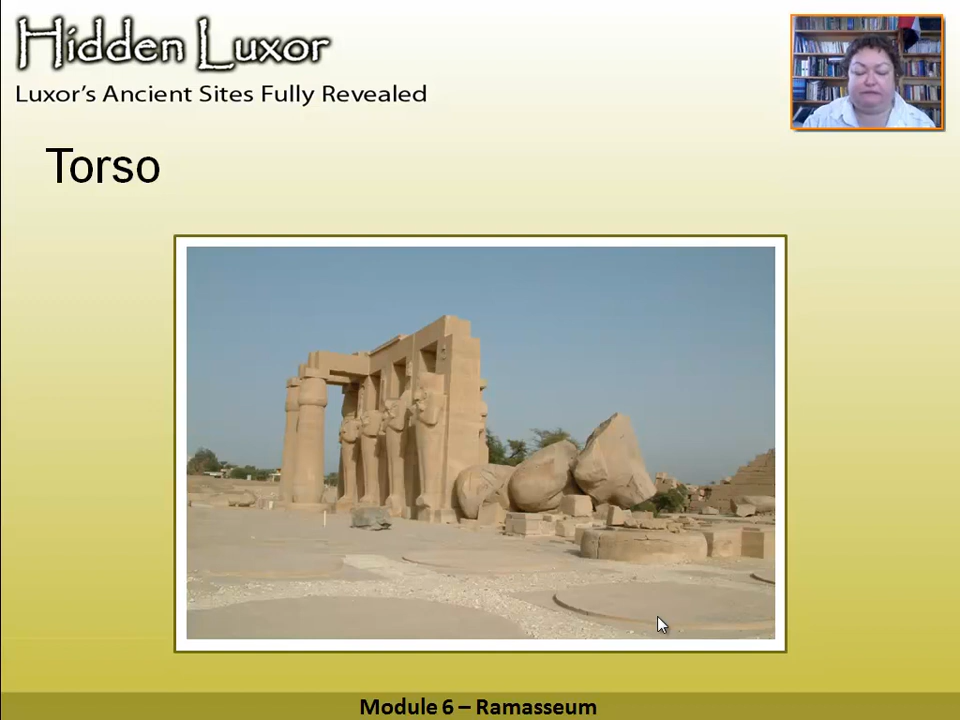 Hidden Luxor
Luxor's Ancient Sites Fully Revealed
Torso
Module 6 – Ramasseum